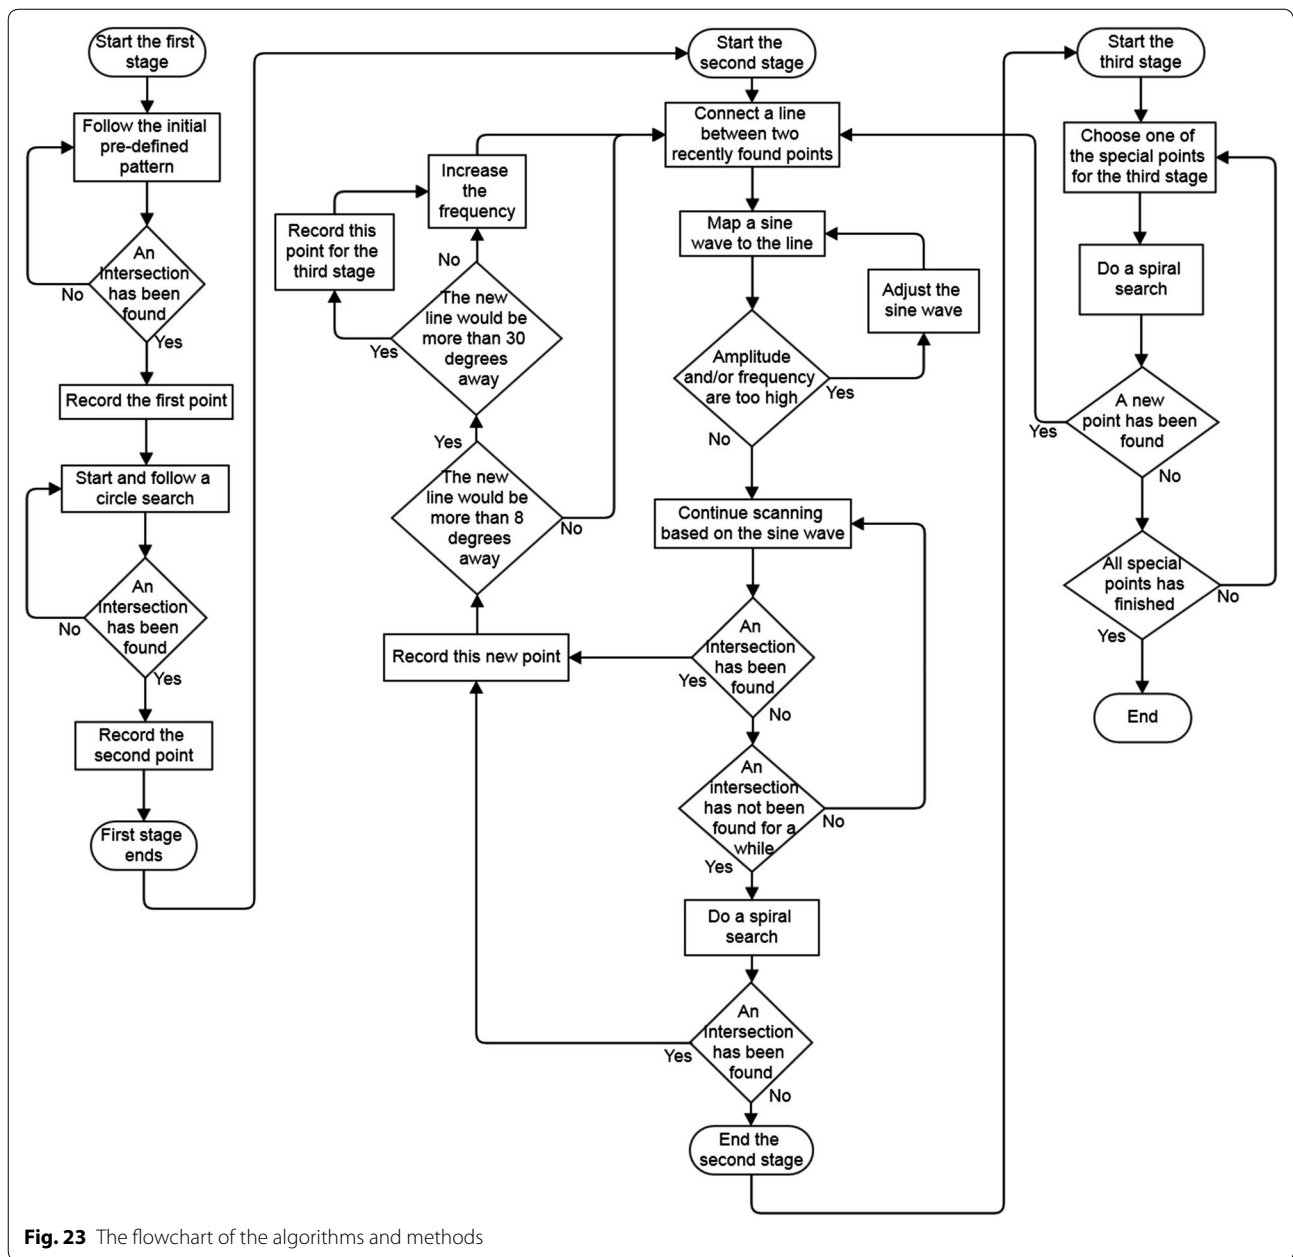 Start the first
stage
Follow the initial
pre-defined
pattern
An
intersection
has been
found
No
Yes
Record the first point
Start and follow a
circle search
An
intersection
has been
found
No
Yes
Record the
second point
First stage
ends
Start the
second stage
Connect a line
between two
recently found points
Increase
the
frequency
Record this
point for the
third stage
No
The new
line would be
more than 30
degrees
away
Yes
Yes
The new
line would be
more than 8
degrees
away
No
Record this new point
Map a sine
wave to the line
Adjust the
sine wave
Amplitude
and/or frequency
are too high
Yes
No
Continue scanning
based on the sine wave
An
intersection
has been
found
Yes
No
An
intersection
has not been
found for a
while
No
Yes
Do a spiral
search
An
intersection
has been
found
Yes
No
End the
second stage
Start the
third stage
Choose one of
the special points
for the third stage
Do a spiral
search
A new
point has been
found
Yes
No
All special
points has
finished
No
Yes
End
Fig. 23 The flowchart of the algorithms and methods